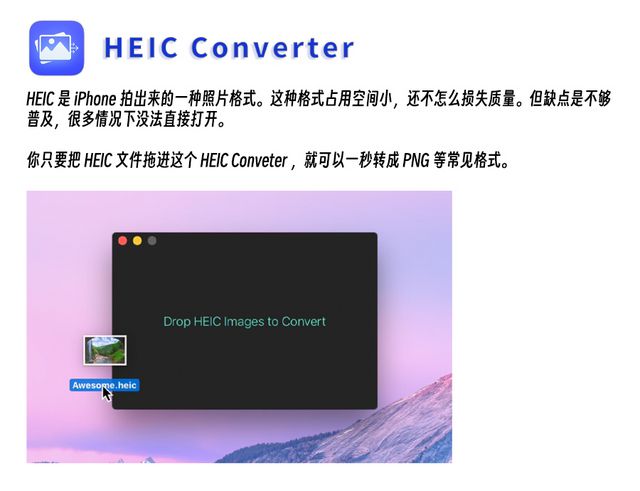 HEIC Converter
HEIC 是 iPhone 拍出来的一种照片格式。这种格式占用空间小，还不怎么损失质量。但缺点是不够
普及，很多情况下没法直接打开。
你只要把 HEIC 文件拖进这个 HEIC Conveter ，就可以一秒转成 PNG 等常见格式。
Drop HEIC Images to Convert
Awesome.heic